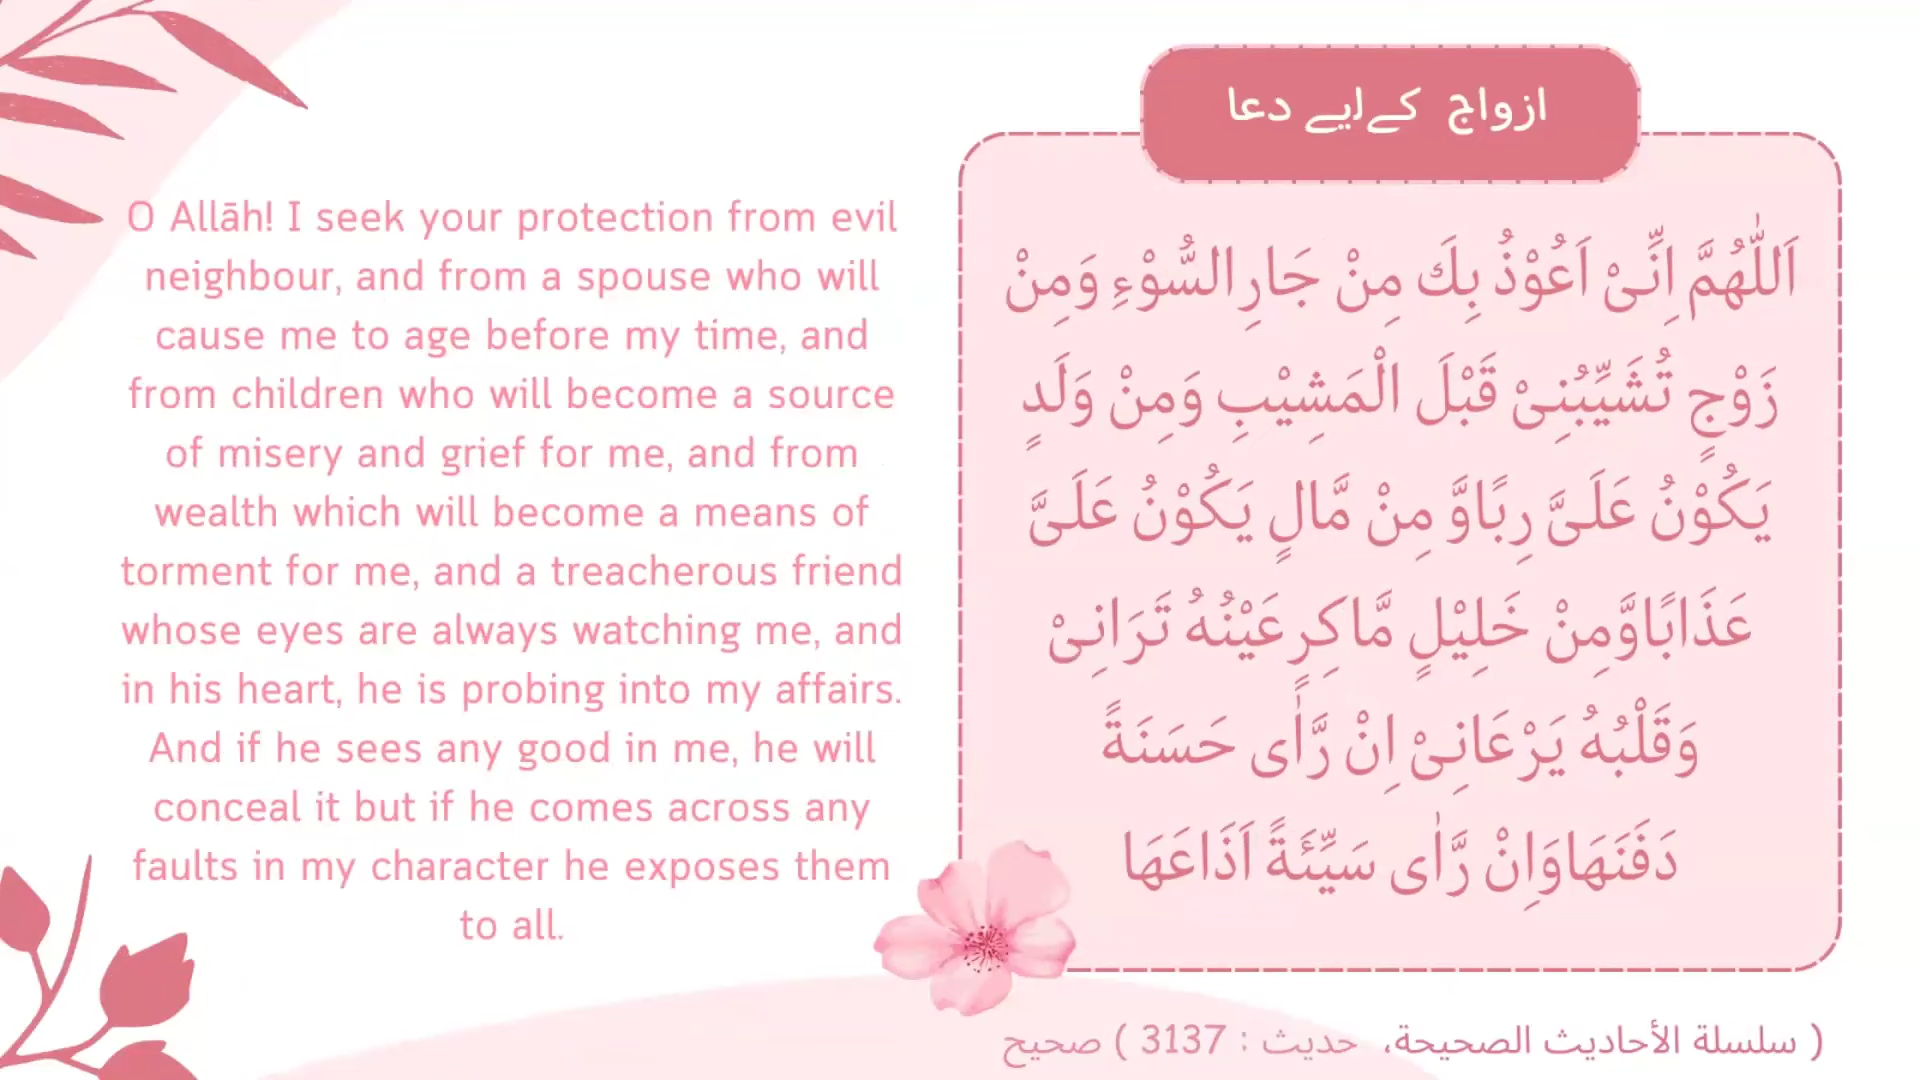 ازواج کےلیے دعا
O Allāh! I seek your protection from evil
neighbour, and from a spouse who will
cause me to age before my time, and
from children who will become a source
of misery and grief for me, and from
wealth which will become a means of
torment for me, and a treacherous friend
whose eyes are always watching me, and
in his heart, he is probing into my affairs.
And if he sees any good in me, he will
conceal it but if he comes across any
faults in my character he exposes them
to all.
اَللّٰهُمَّ اِنِّیْ اَعُوْذُ بِكَ مِنْ جَارِ السُّوْءِ وَمِنْ
زَوْجٍ تُشَيِّبُنِیْ قَبْلَ الْمَشِيْبِ وَمِنْ وَلَدٍ
يَكُوْنُ عَلَیَّ رِبًاوَّ مِنْ مَّالٍ يَكُوْنُ عَلَیَّ
عَذَابًاوَّمِنْ خَلِيْلٍ مَّاكِرٍ عَيْنُهُ تَرَانِیْ
وَقَلْبُهُ يَرْعَانِیْ اِنْ رَّاٰی حَسَنَةً
دَفَنَهَاوَاِنْ رَّاٰی سَيِّئَةً اَذَاعَهَا
( سلسلة الأحاديث الصحيحة، حديث : 3137 ) صحيح